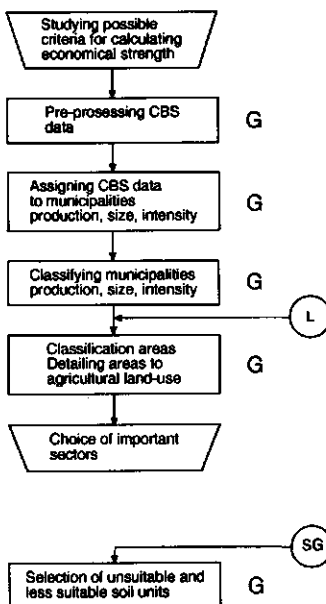 Studying possible
criteria for calculating
economical strength
Pre-prosessing CBS
data
G
Assigning CBS data
to municipalities
production, size, intensity
G
Classifying municipalities
production, size, intensity
G
L
Classification areas
Detailing areas to
agricultural land-use
G
Choice of important
sectors
SG
Selection of unsuitable and
less suitable soil units
G